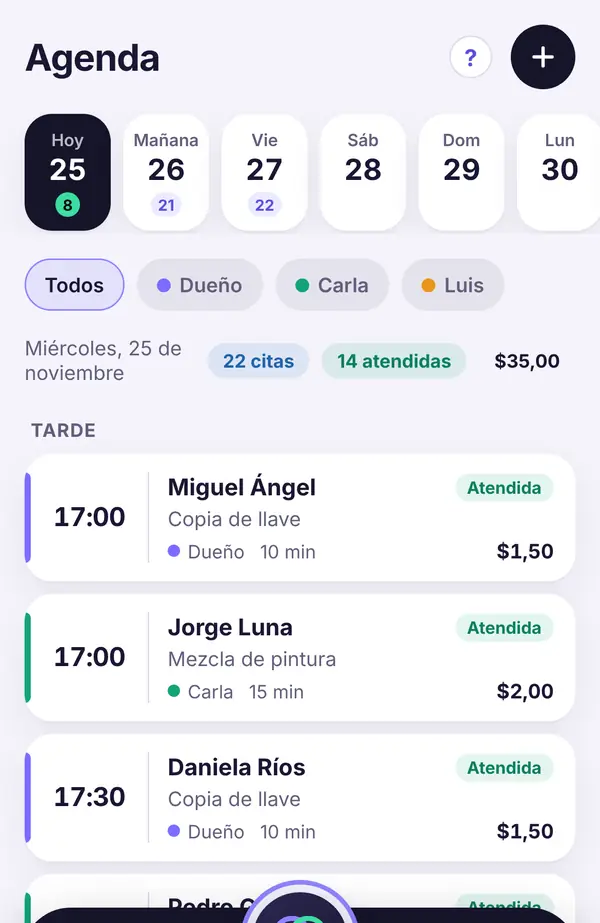 Agenda
?
+
Hoy
25
8
Mañana
26
21
Vie
27
22
Sáb
28
Dom
29
Lun
30
Todos
Dueño
Carla
Luis
Miércoles, 25 de
noviembre
22 citas
14 atendidas
$35,00
TARDE
17:00
Miguel Ángel
Atendida
Copia de llave
Dueño 10 min
$1,50
17:00
Jorge Luna
Atendida
Mezcla de pintura
Carla 15 min
$2,00
17:30
Daniela Ríos
Atendida
Copia de llave
Dueño 10 min
$1,50
Pedro
Atendida